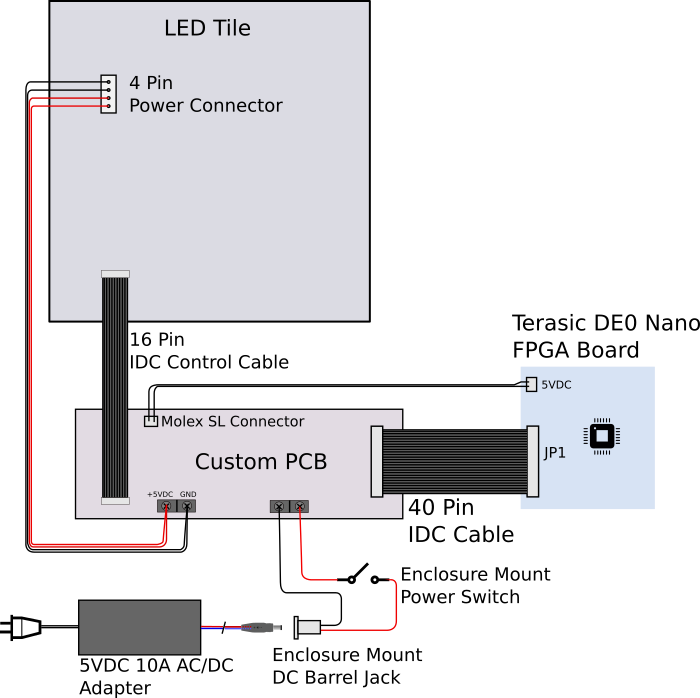 LED Tile
4 Pin
Power Connector
16 Pin
IDC Control Cable
Terasic DE0 Nano
FPGA Board
5VDC
Molex SL Connector
Custom PCB
JP1
+5VDC GND
40 Pin
IDC Cable
Enclosure Mount
Power Switch
5VDC 10A AC/DC
Adapter
Enclosure Mount
DC Barrel Jack